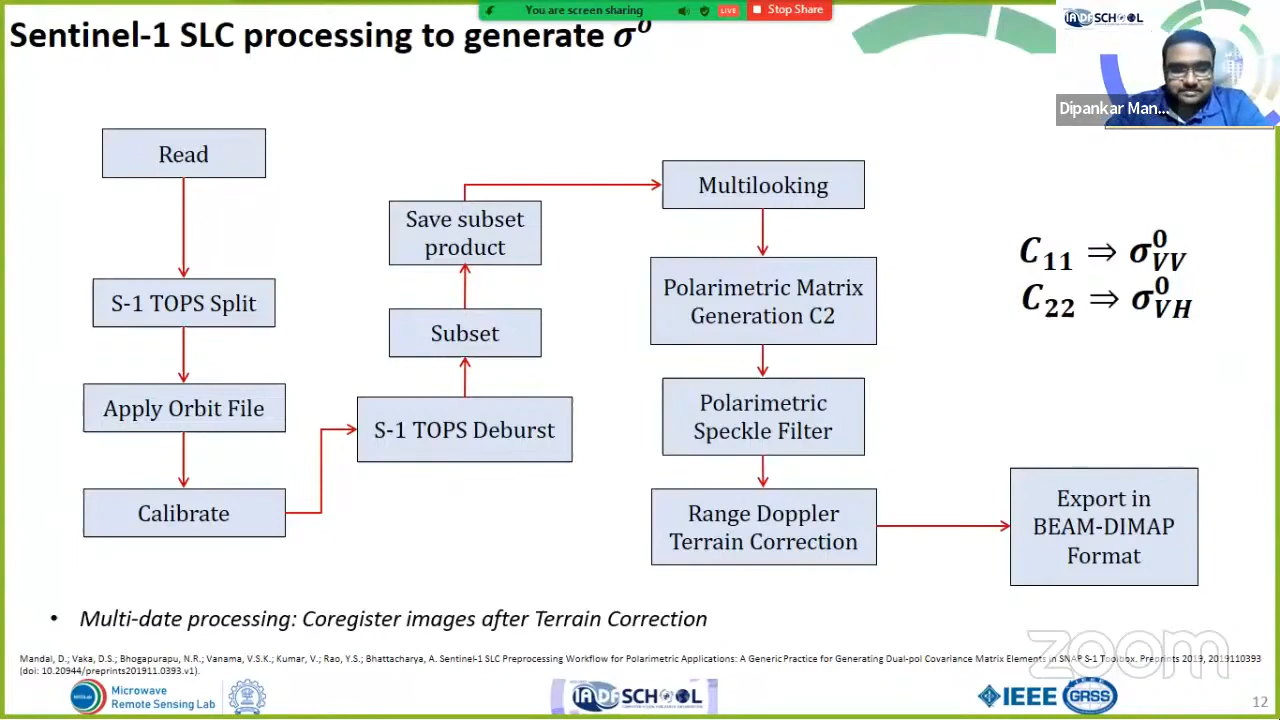 You are screen sharing
LIVE
Stop Share
Sentinel-1 SLC processing to generate σ⁰
IADFSCHOOL
Dipankar Man...
Read
S-1 TOPS Split
Apply Orbit File
Calibrate
Save subset
product
Subset
S-1 TOPS Deburst
Multilooking
Polarimetric Matrix
Generation C2
Polarimetric
Speckle Filter
Range Doppler
Terrain Correction
Export in
BEAM-DIMAP
Format
C₁₁ ⇒ σ⁰VV
C₂₂ ⇒ σ⁰VH
• Multi-date processing: Coregister images after Terrain Correction
zoom
Mandal, D.; Vaka, D.S.; Bhogapurapu, N.R.; Vanama, V.S.K.; Kumar, V.; Rao, Y.S.; Bhattacharya, A. Sentinel-1 SLC Preprocessing Workflow for Polarimetric Applications: A Generic Practice for Generating Dual-pol Covariance Matrix Elements in SNAP S-1 Toolbox. Preprints 2019, 2019110393
(doi: 10.20944/preprints201911.0393.v1).
Microwave
Remote Sensing Lab
IADFSCHOOL
IEEE GRSS
12